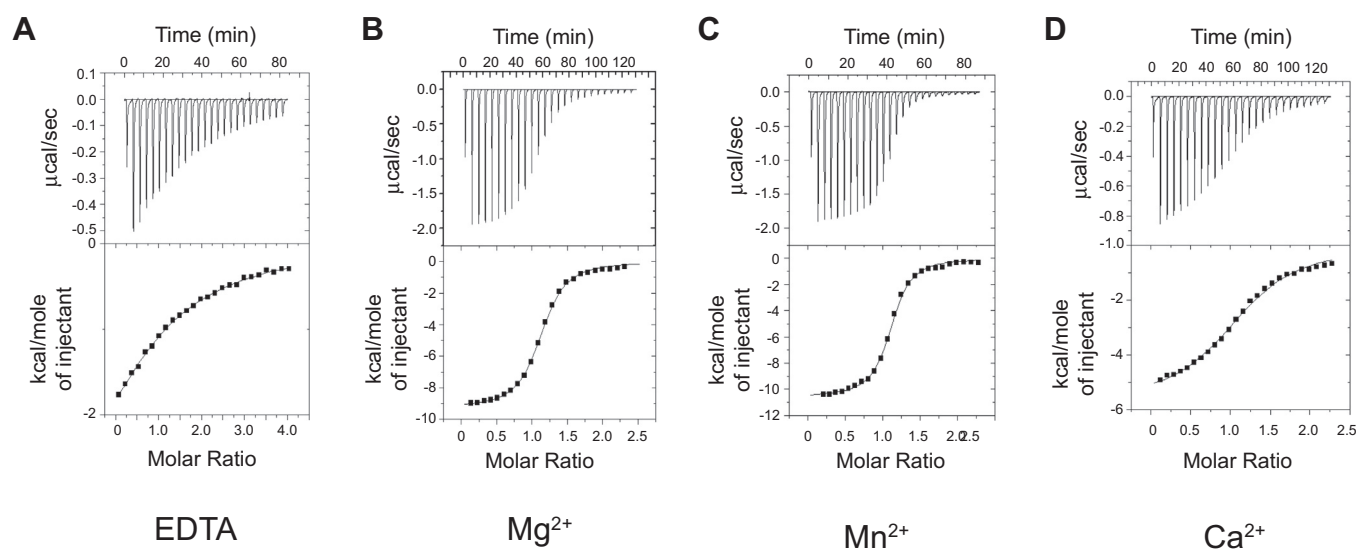 A
Time (min)
0 20 40 60 80
0.1
0.0
-0.1
-0.2
-0.3
-0.4
-0.5
µcal/sec
0
-2
kcal/mole
of injectant
0 1.0 2.0 3.0 4.0
Molar Ratio
EDTA
B
Time (min)
0 20 40 60 80 100 120
0.0
-0.5
-1.0
-1.5
-2.0
µcal/sec
0
-2
-4
-6
-8
-10
kcal/mole
of injectant
0 0.5 1.0 1.5 2.0 2.5
Molar Ratio
Mg²⁺
C
Time (min)
0 20 40 60 80
0.0
-0.5
-1.0
-1.5
-2.0
µcal/sec
0
-2
-4
-6
-8
-10
-12
kcal/mole
of injectant
0 0.5 1.0 1.5 2.02.5
Molar Ratio
Mn²⁺
D
Time (min)
0 20 40 60 80 100 120
0.0
-0.2
-0.4
-0.6
-0.8
-1.0
µcal/sec
-2
-4
-6
kcal/mole
of injectant
0 0.5 1.0 1.5 2.0 2.5
Molar Ratio
Ca²⁺